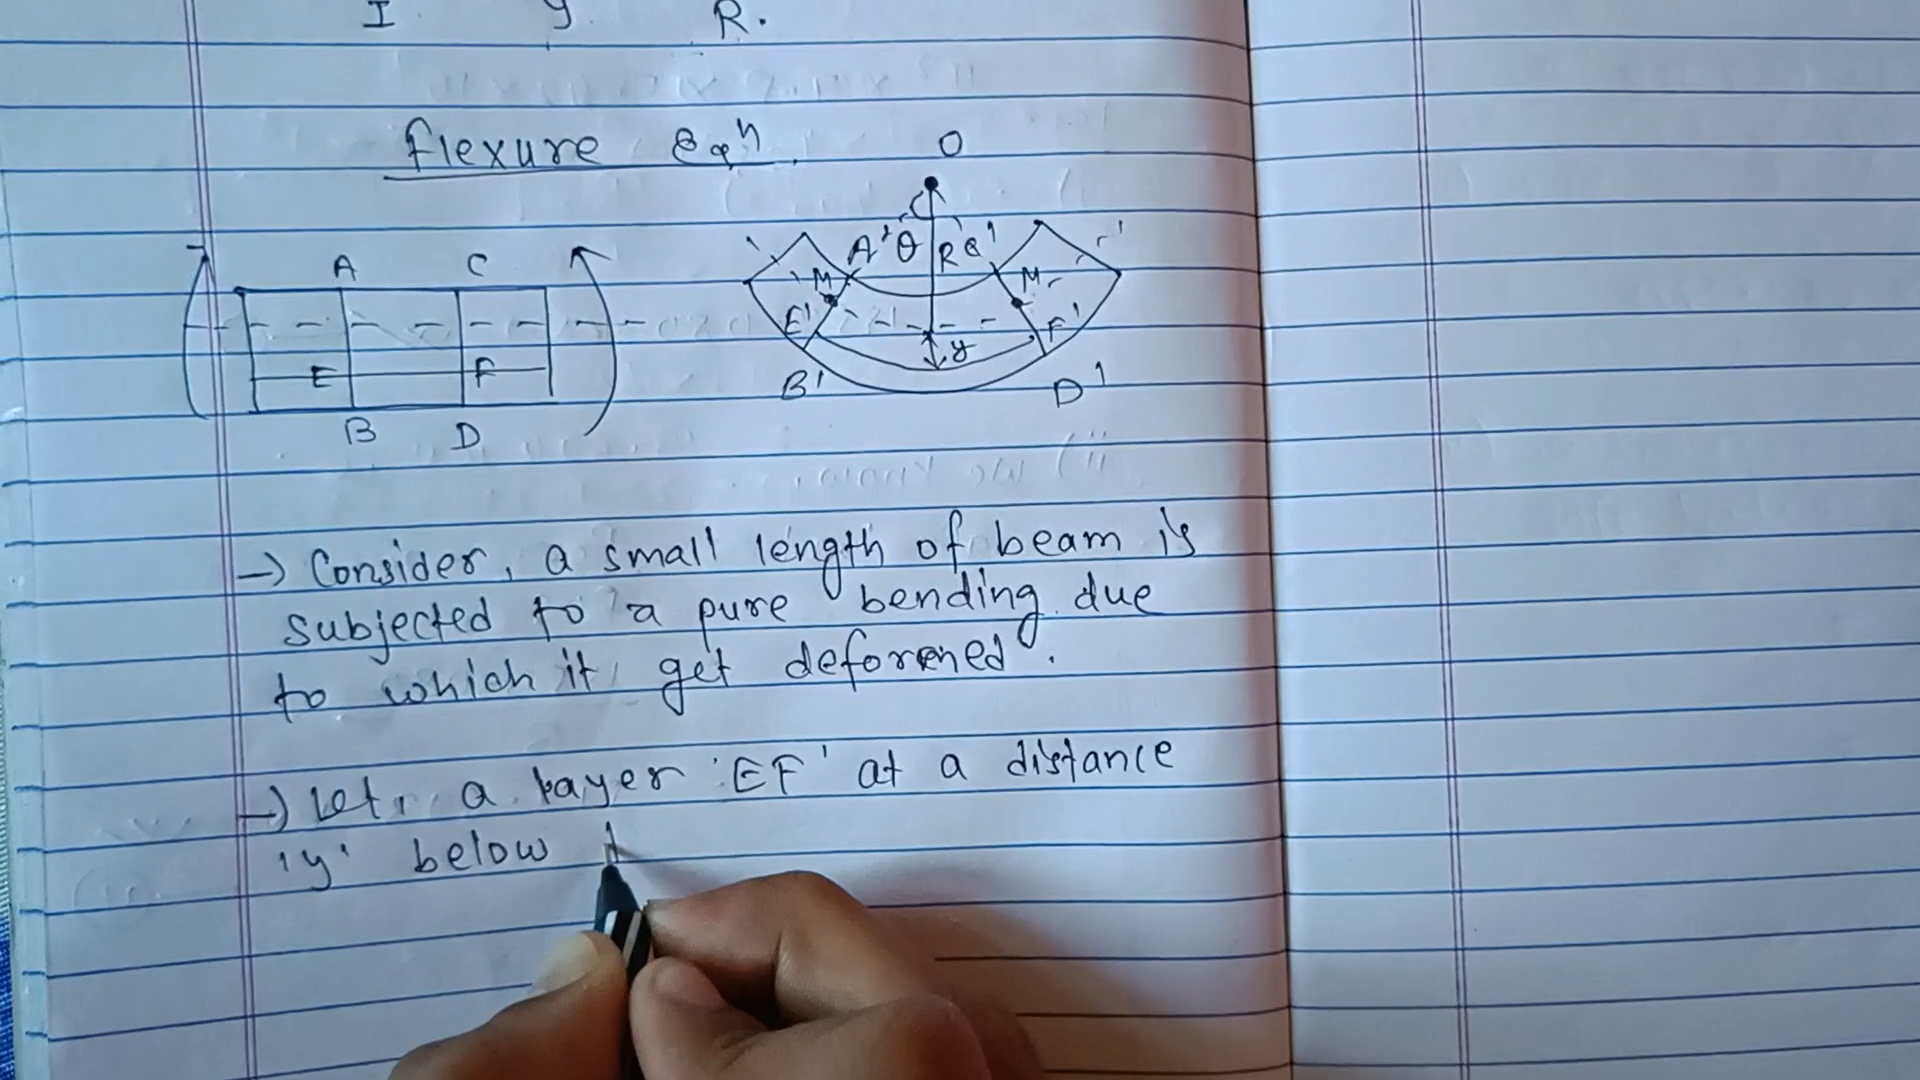 I y R.
flexure eqn.
O
A' θ R Q'
A C
M M
E' F'
y
E F
B' D'
B D
→ Consider, a small length of beam is
subjected to a pure bending due
to which it get deformed.
→ Let, a layer 'EF' at a distance
'y' below